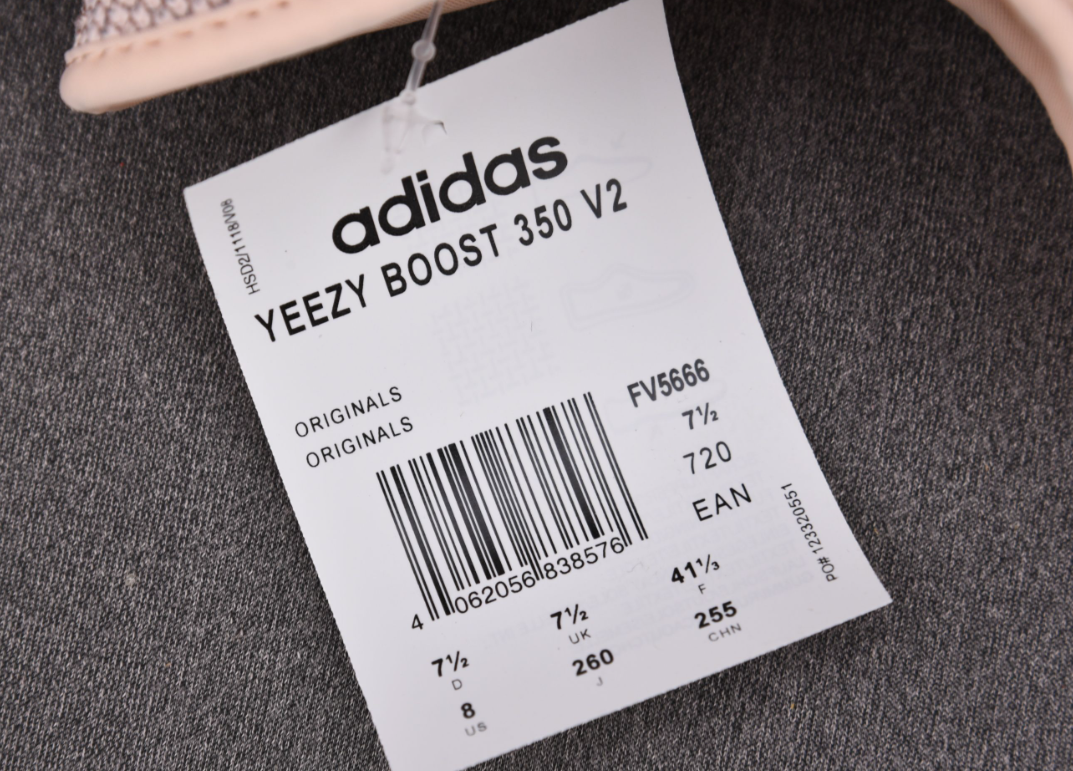 HSD2/1118/V08
adidas
YEEZY BOOST 350 V2
ORIGINALS
ORIGINALS
FV5666
7½
720
EAN
PO# 123320551
4 062056 838576
7½
D
7½
UK
41⅓
F
8
US
260
J
255
CHN